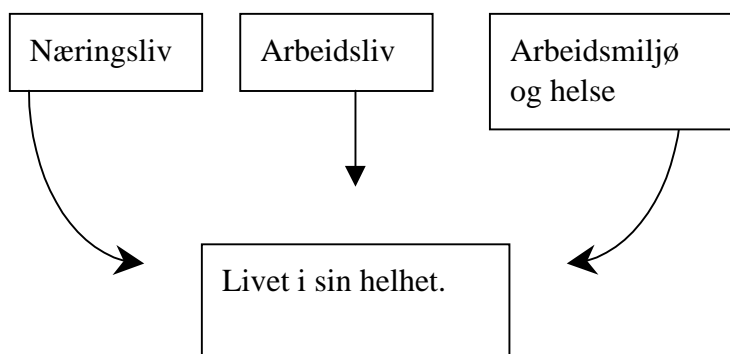 Næringsliv
Arbeidsliv
Arbeidsmiljø
og helse
Livet i sin helhet.